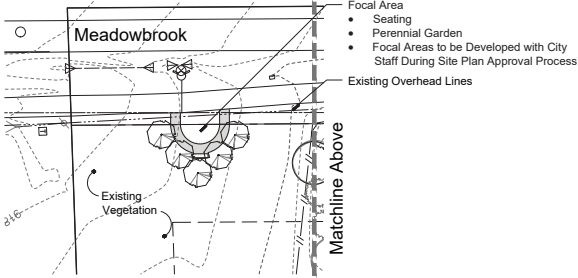 Focal Area
• Seating
• Perennial Garden
• Focal Areas to be Developed with City
Staff During Site Plan Approval Process
Meadowbrook
Existing Overhead Lines
Matchline Above
Existing
Vegetation
918